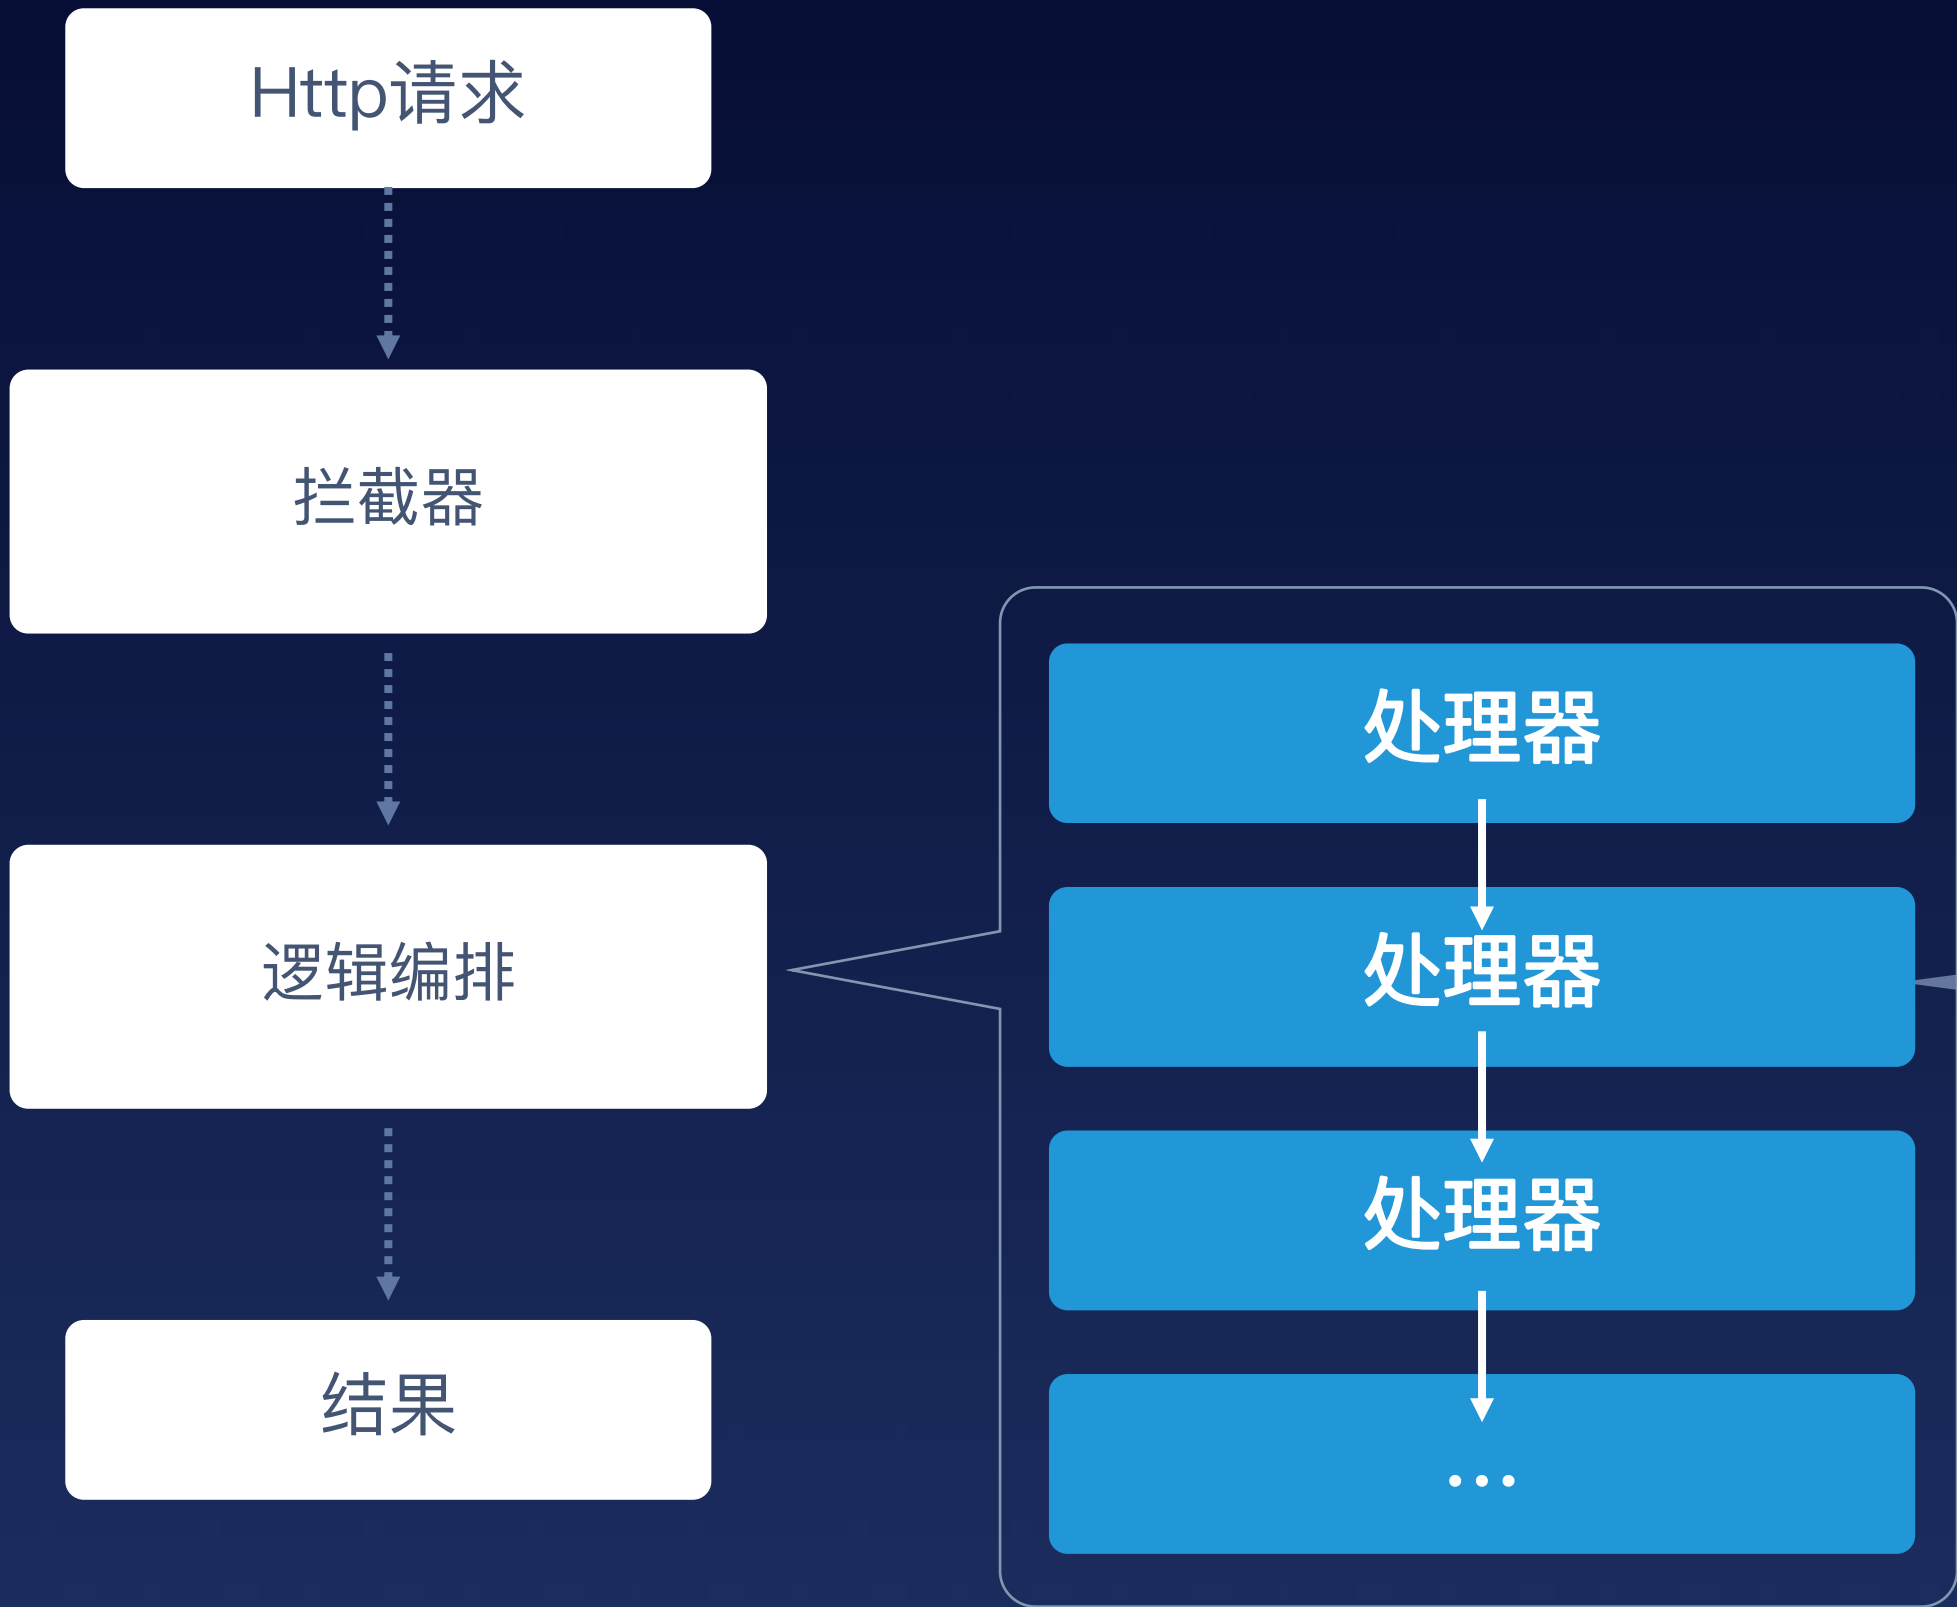 Http请求
拦截器
逻辑编排
结果
处理器
处理器
处理器
...